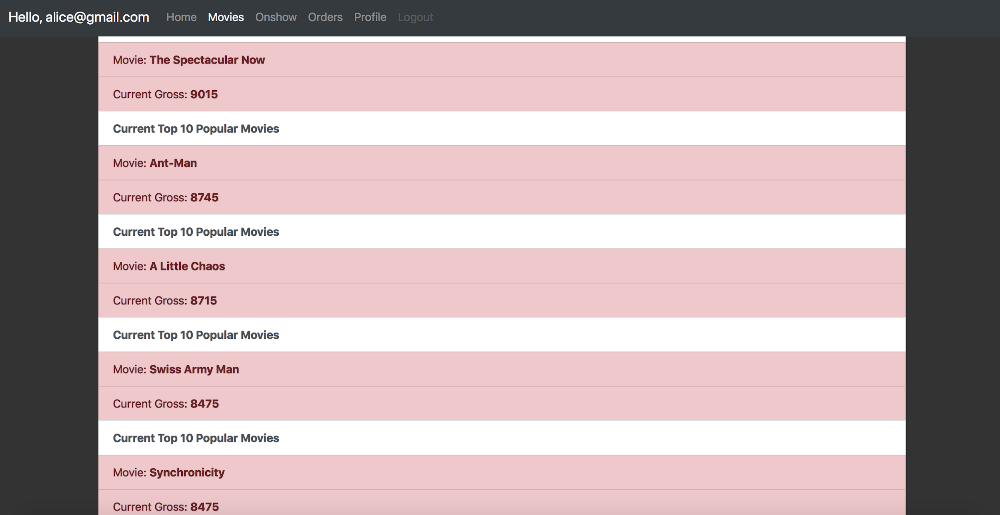 Hello, alice@gmail.com Home Movies Onshow Orders Profile Logout
Movie: The Spectacular Now
Current Gross: 9015
Current Top 10 Popular Movies
Movie: Ant-Man
Current Gross: 8745
Current Top 10 Popular Movies
Movie: A Little Chaos
Current Gross: 8715
Current Top 10 Popular Movies
Movie: Swiss Army Man
Current Gross: 8475
Current Top 10 Popular Movies
Movie: Synchronicity
Current Gross: 8475